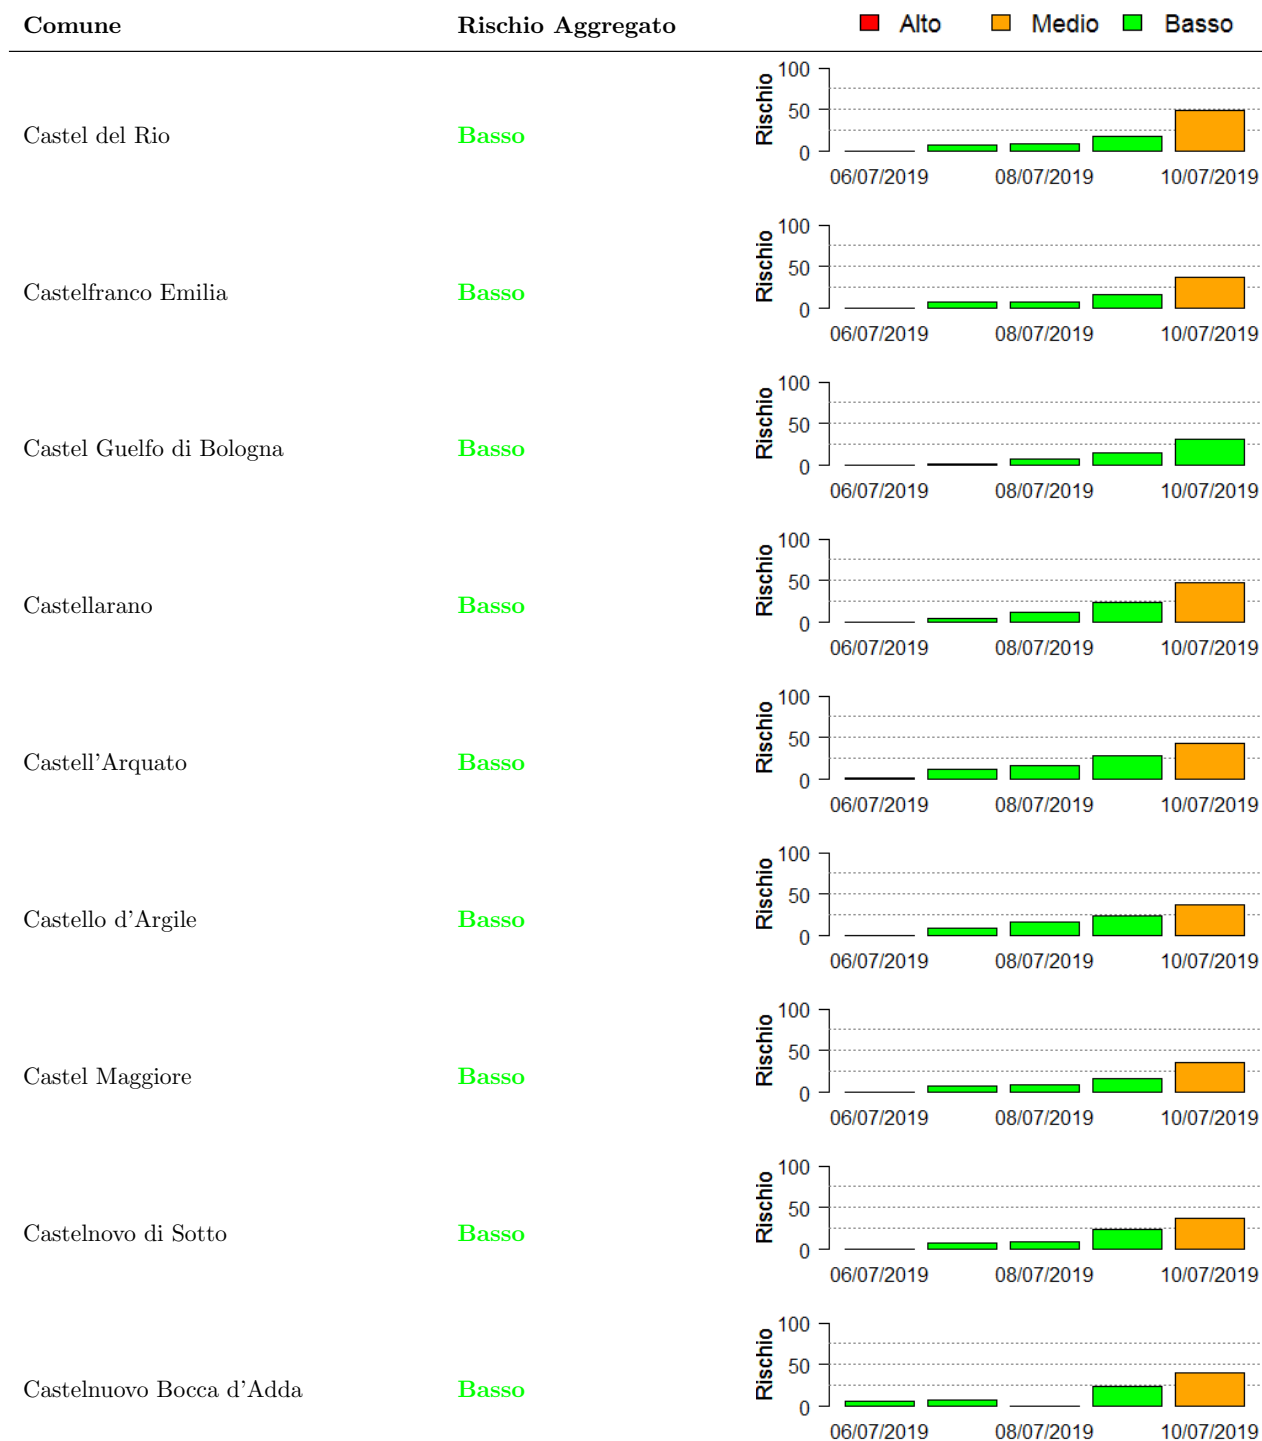 Comune Rischio Aggregato Alto Medio Basso
100
50
0
Rischio
Castel del Rio Basso
06/07/2019 08/07/2019 10/07/2019
100
50
0
Rischio
Castelfranco Emilia Basso
06/07/2019 08/07/2019 10/07/2019
100
50
0
Rischio
Castel Guelfo di Bologna Basso
06/07/2019 08/07/2019 10/07/2019
100
50
0
Rischio
Castellarano Basso
06/07/2019 08/07/2019 10/07/2019
100
50
0
Rischio
Castell'Arquato Basso
06/07/2019 08/07/2019 10/07/2019
100
50
0
Rischio
Castello d'Argile Basso
06/07/2019 08/07/2019 10/07/2019
100
50
0
Rischio
Castel Maggiore Basso
06/07/2019 08/07/2019 10/07/2019
100
50
0
Rischio
Castelnovo di Sotto Basso
06/07/2019 08/07/2019 10/07/2019
100
50
0
Rischio
Castelnuovo Bocca d'Adda Basso
06/07/2019 08/07/2019 10/07/2019